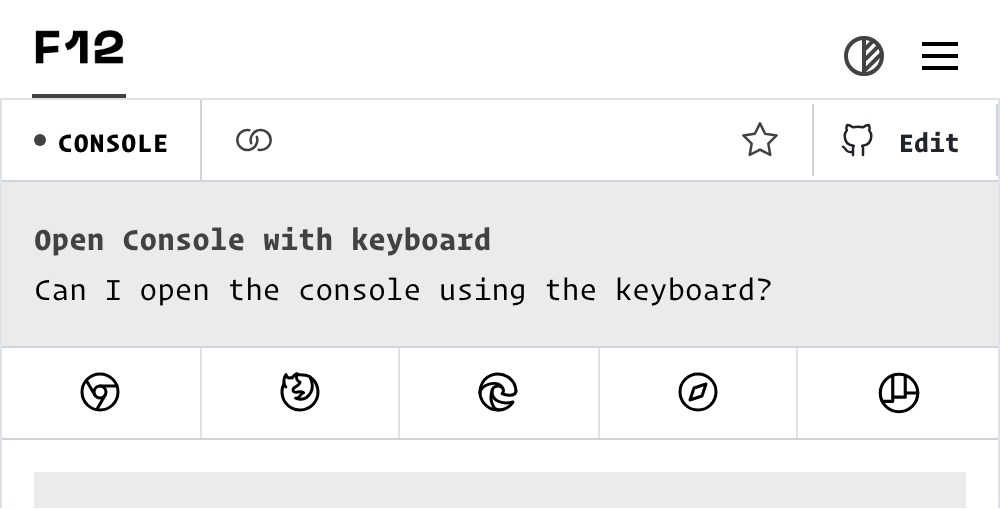 F12
CONSOLE
Edit
Open Console with keyboard
Can I open the console using the keyboard?